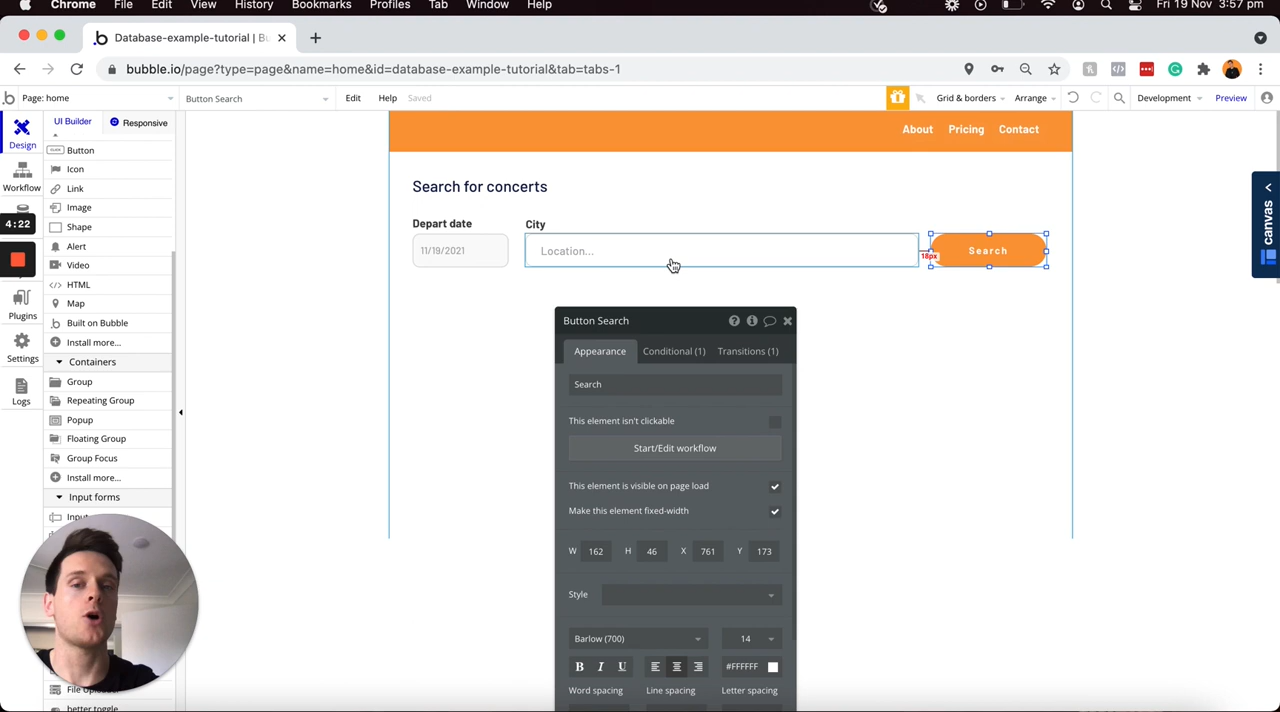 Chrome File Edit View History Bookmarks Profiles Tab Window Help
Fri 19 Nov 3:57 pm
Database-example-tutorial | Bu
bubble.io/page?type=page&name=home&id=database-example-tutorial&tab=tabs-1
Page: home
Button Search
Edit
Help
Saved
Grid & borders
Arrange
Development
Preview
UI Builder
Responsive
Design
Workflow
4:22
Plugins
Settings
Logs
Button
Icon
Link
Image
Shape
Alert
Video
HTML
Map
Built on Bubble
Install more...
Containers
Group
Repeating Group
Popup
Floating Group
Group Focus
Install more...
Input forms
better toggle
About Pricing Contact
Search for concerts
Depart date
City
11/19/2021
Location...
18px
Search
canvas
Button Search
Appearance
Conditional (1)
Transitions (1)
Search
This element isn't clickable
Start/Edit workflow
This element is visible on page load
Make this element fixed-width
W 162 H 46 X 761 Y 173
Style
Barlow (700)
14
B I U
#FFFFFF
Word spacing
Line spacing
Letter spacing